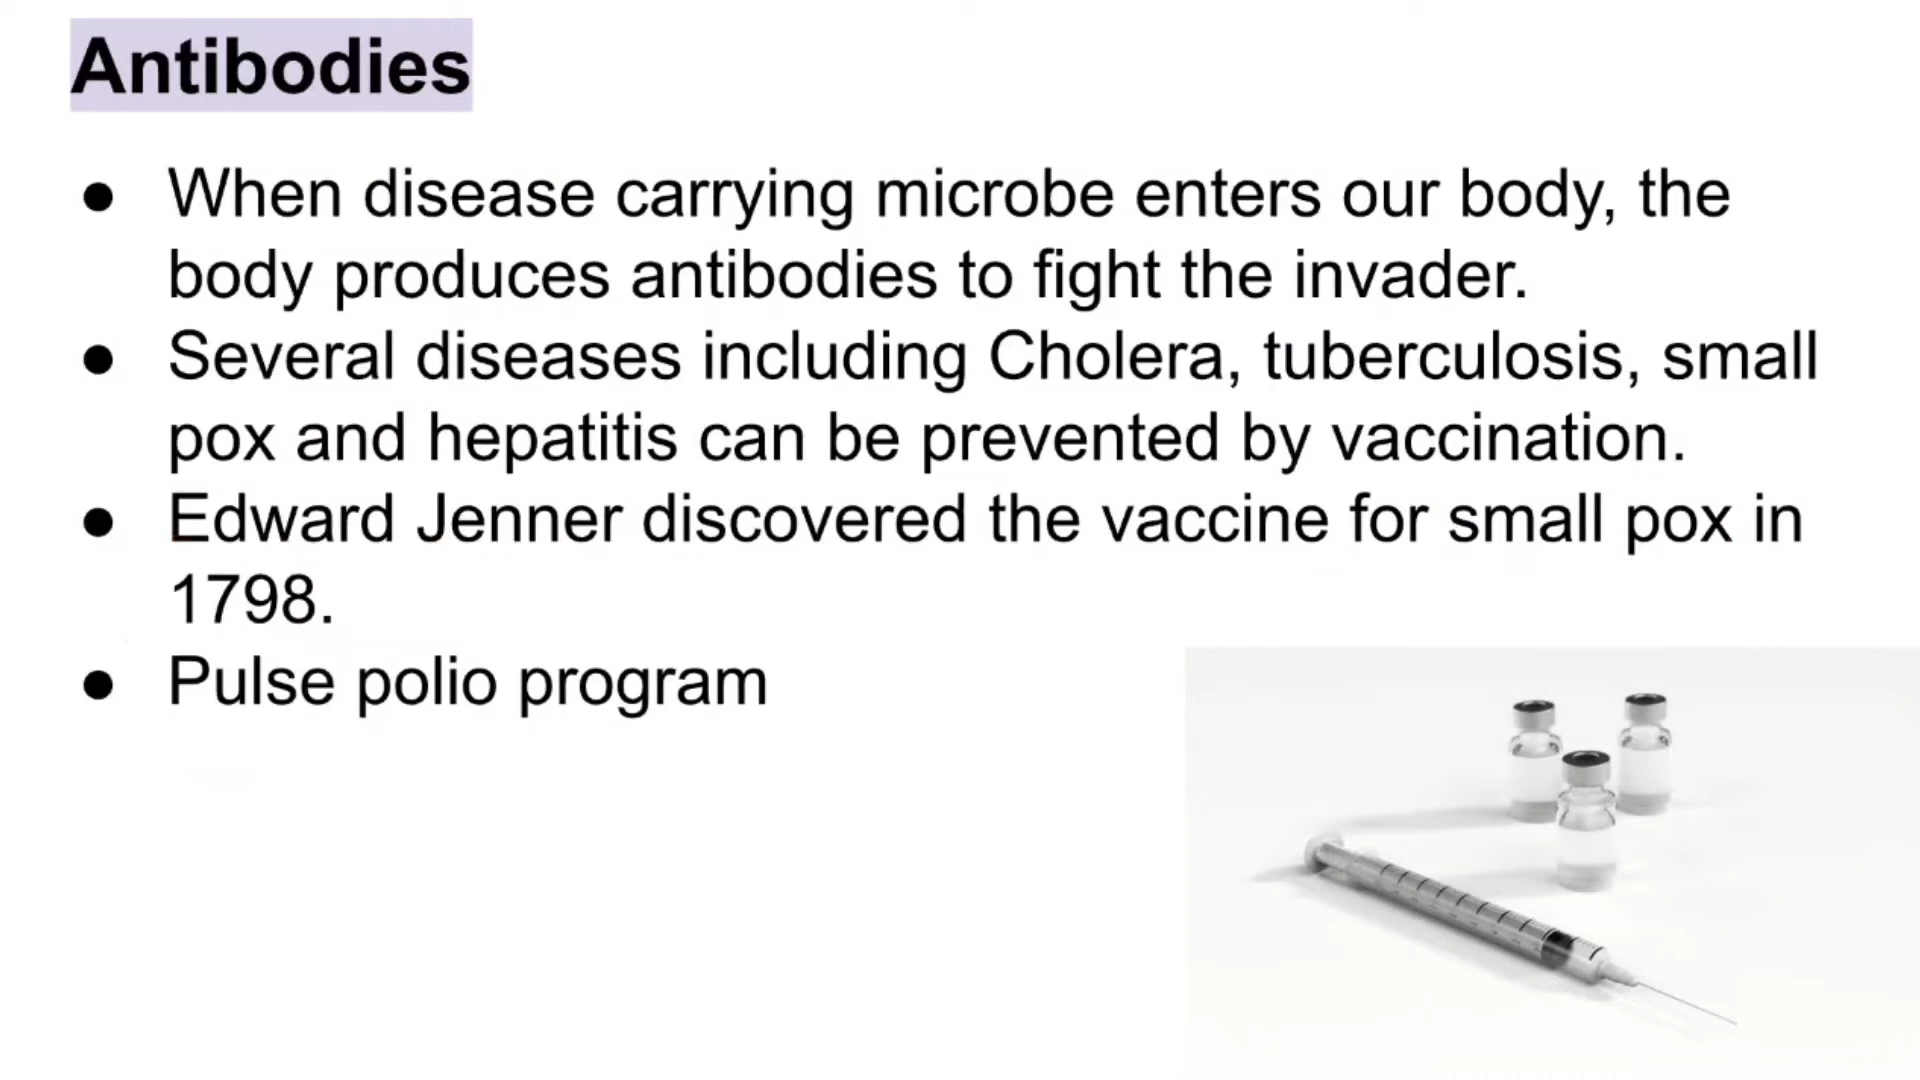 Antibodies
● When disease carrying microbe enters our body, the
body produces antibodies to fight the invader.
● Several diseases including Cholera, tuberculosis, small
pox and hepatitis can be prevented by vaccination.
● Edward Jenner discovered the vaccine for small pox in
1798.
● Pulse polio program